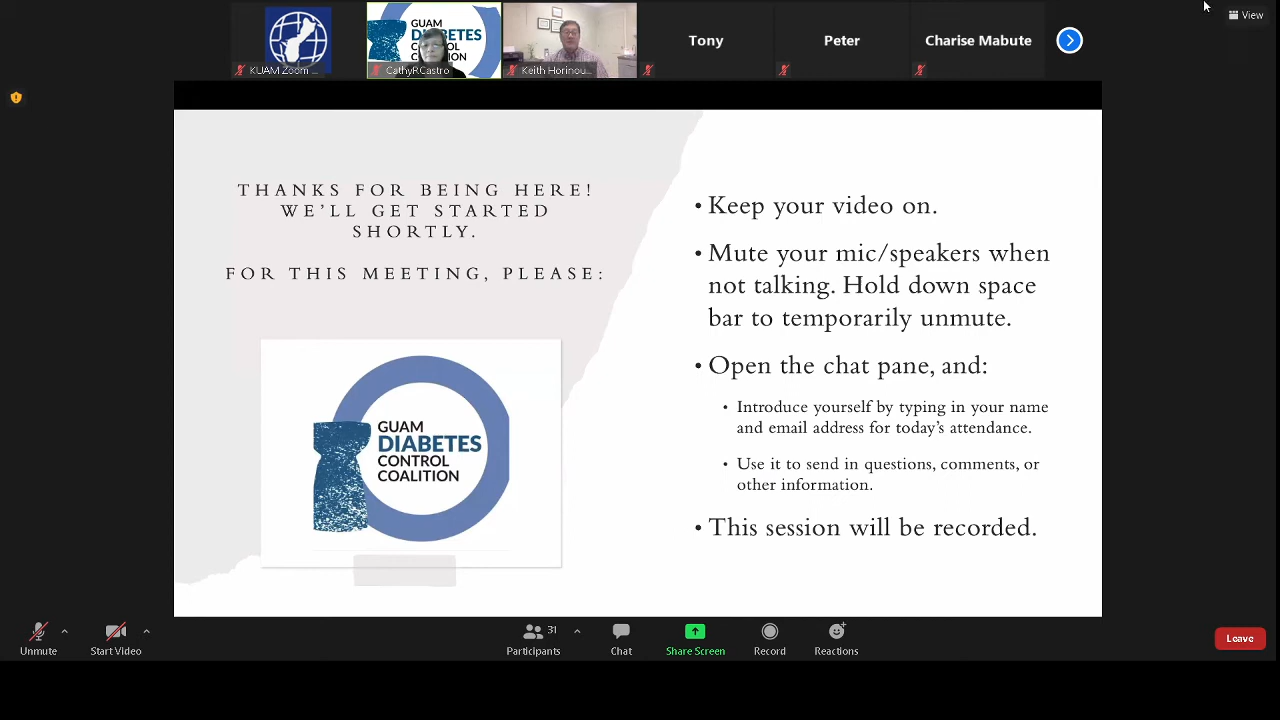 View
GUAM
DIABETES
KUAM Zoom ...
CathyRCastro
Keith Horinou...
Tony
Peter
Charise Mabute
THANKS FOR BEING HERE!
WE'LL GET STARTED
SHORTLY.
FOR THIS MEETING, PLEASE:
GUAM
DIABETES
CONTROL
COALITION
• Keep your video on.
• Mute your mic/speakers when
not talking. Hold down space
bar to temporarily unmute.
• Open the chat pane, and:
• Introduce yourself by typing in your name
and email address for today's attendance.
• Use it to send in questions, comments, or
other information.
• This session will be recorded.
Unmute
Start Video
31
Participants
Chat
Share Screen
Record
Reactions
Leave